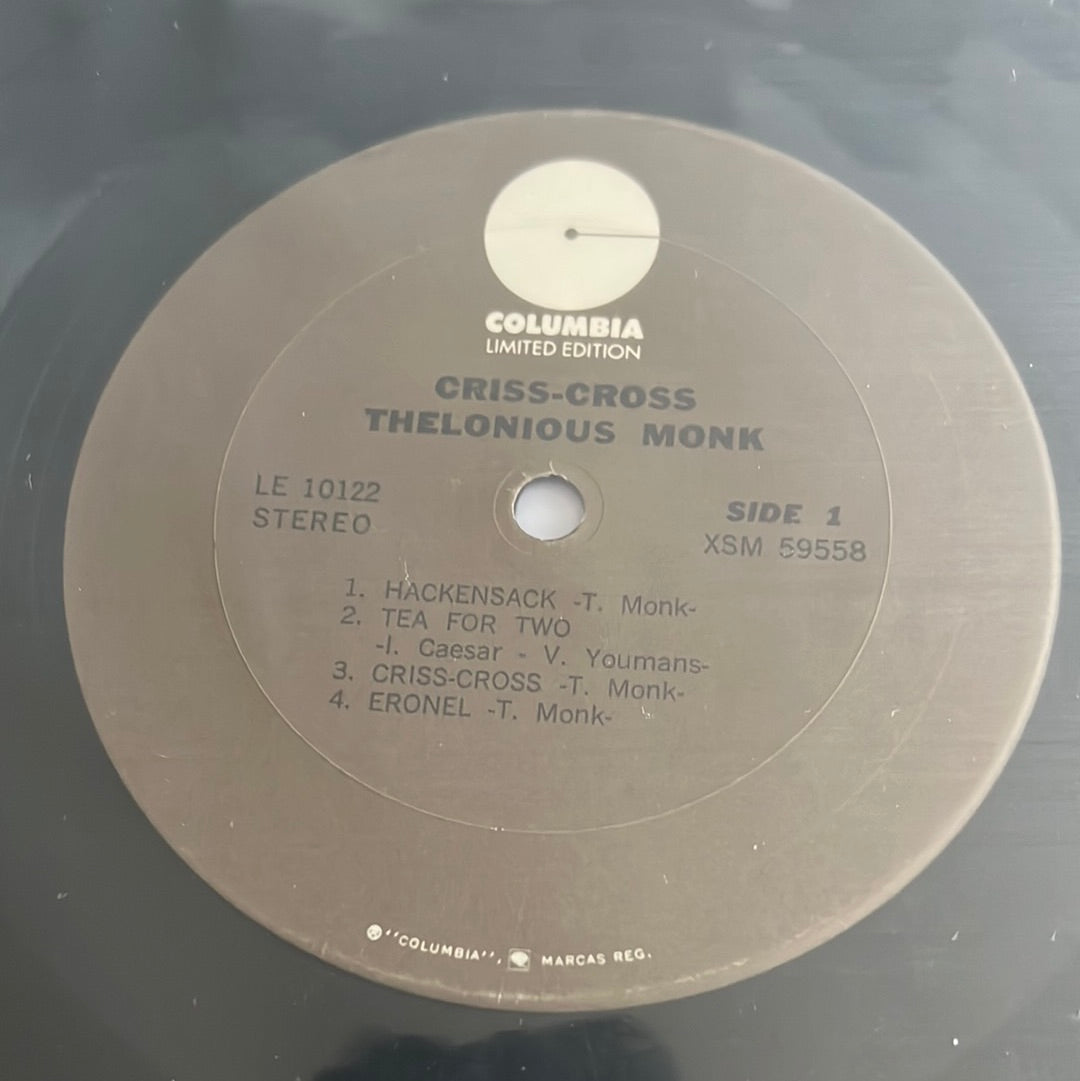 COLUMBIA
LIMITED EDITION
CRISS-CROSS
THELONIOUS MONK
LE 10122
STEREO
SIDE 1
XSM 59558
1. HACKENSACK -T. Monk-
2. TEA FOR TWO
-I. Caesar - V. Youmans-
3. CRISS-CROSS -T. Monk-
4. ERONEL -T. Monk-
"COLUMBIA", MARCAS REG.